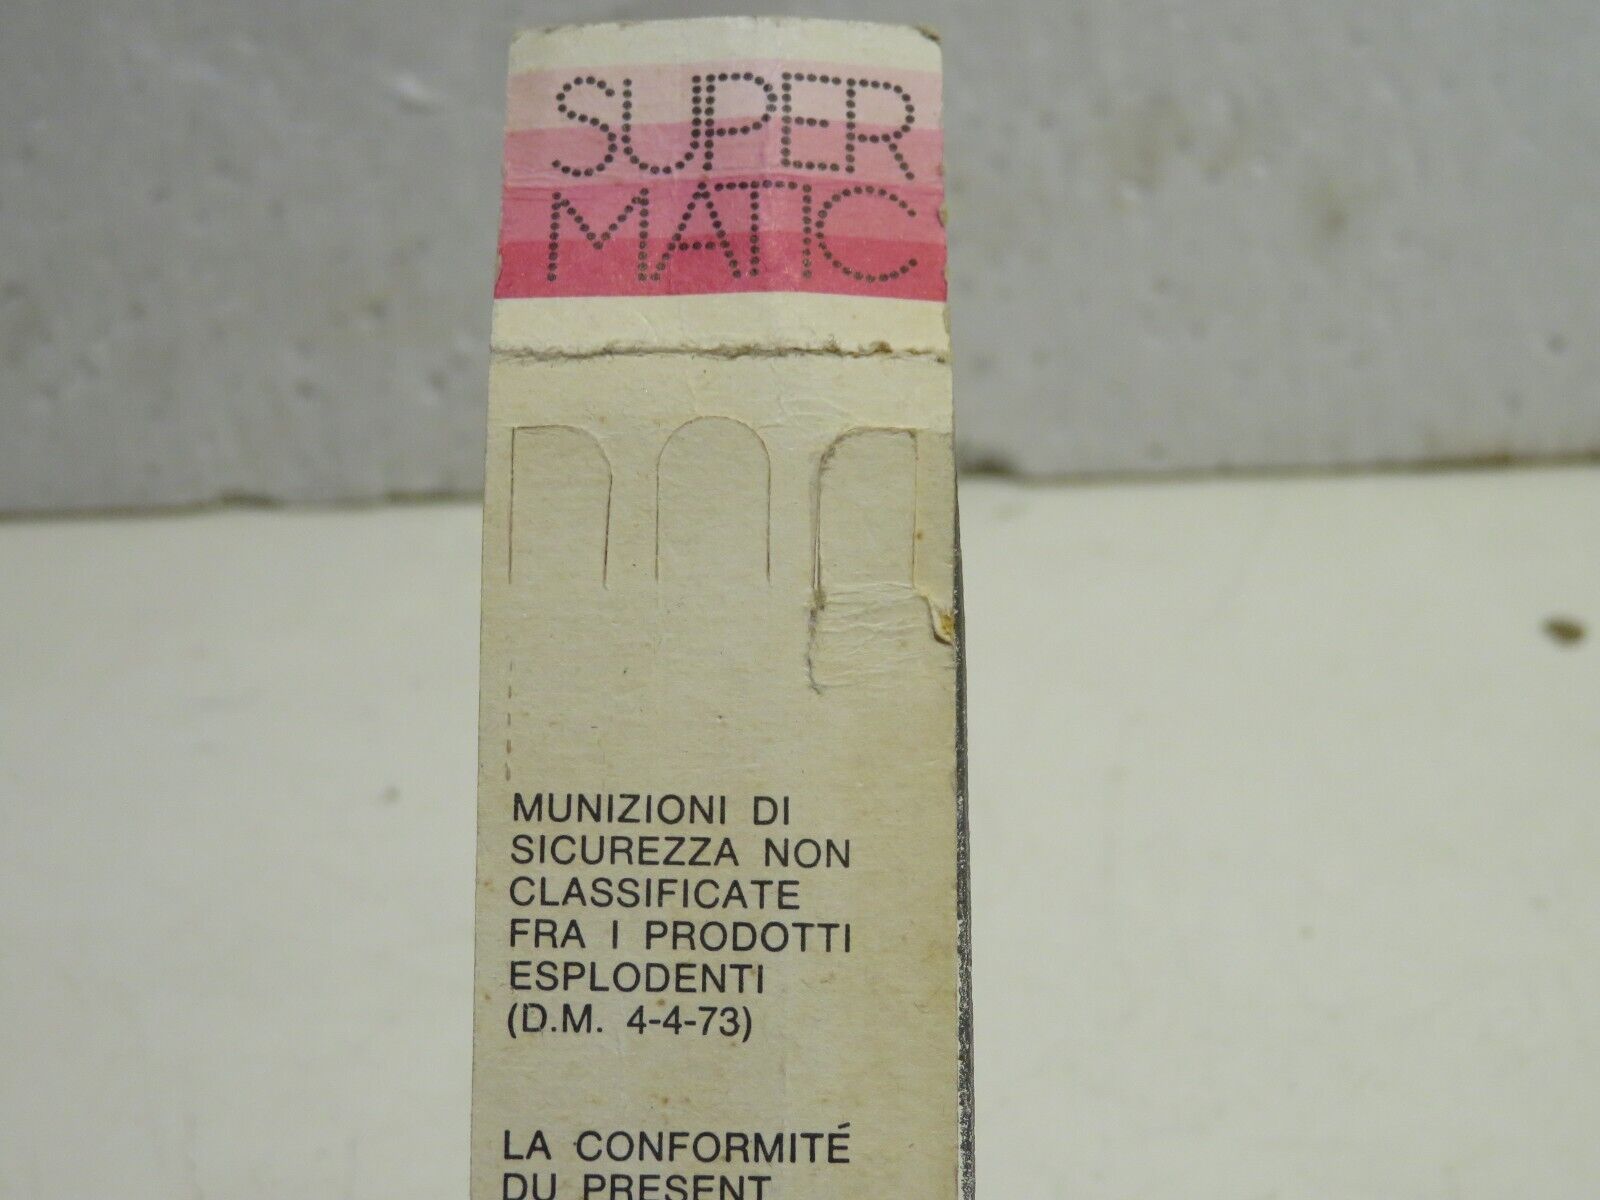 SUPER
MATIC
MUNIZIONI DI
SICUREZZA NON
CLASSIFICATE
FRA I PRODOTTI
ESPLODENTI
(D.M. 4-4-73)
LA CONFORMITÉ
DU PRESENT